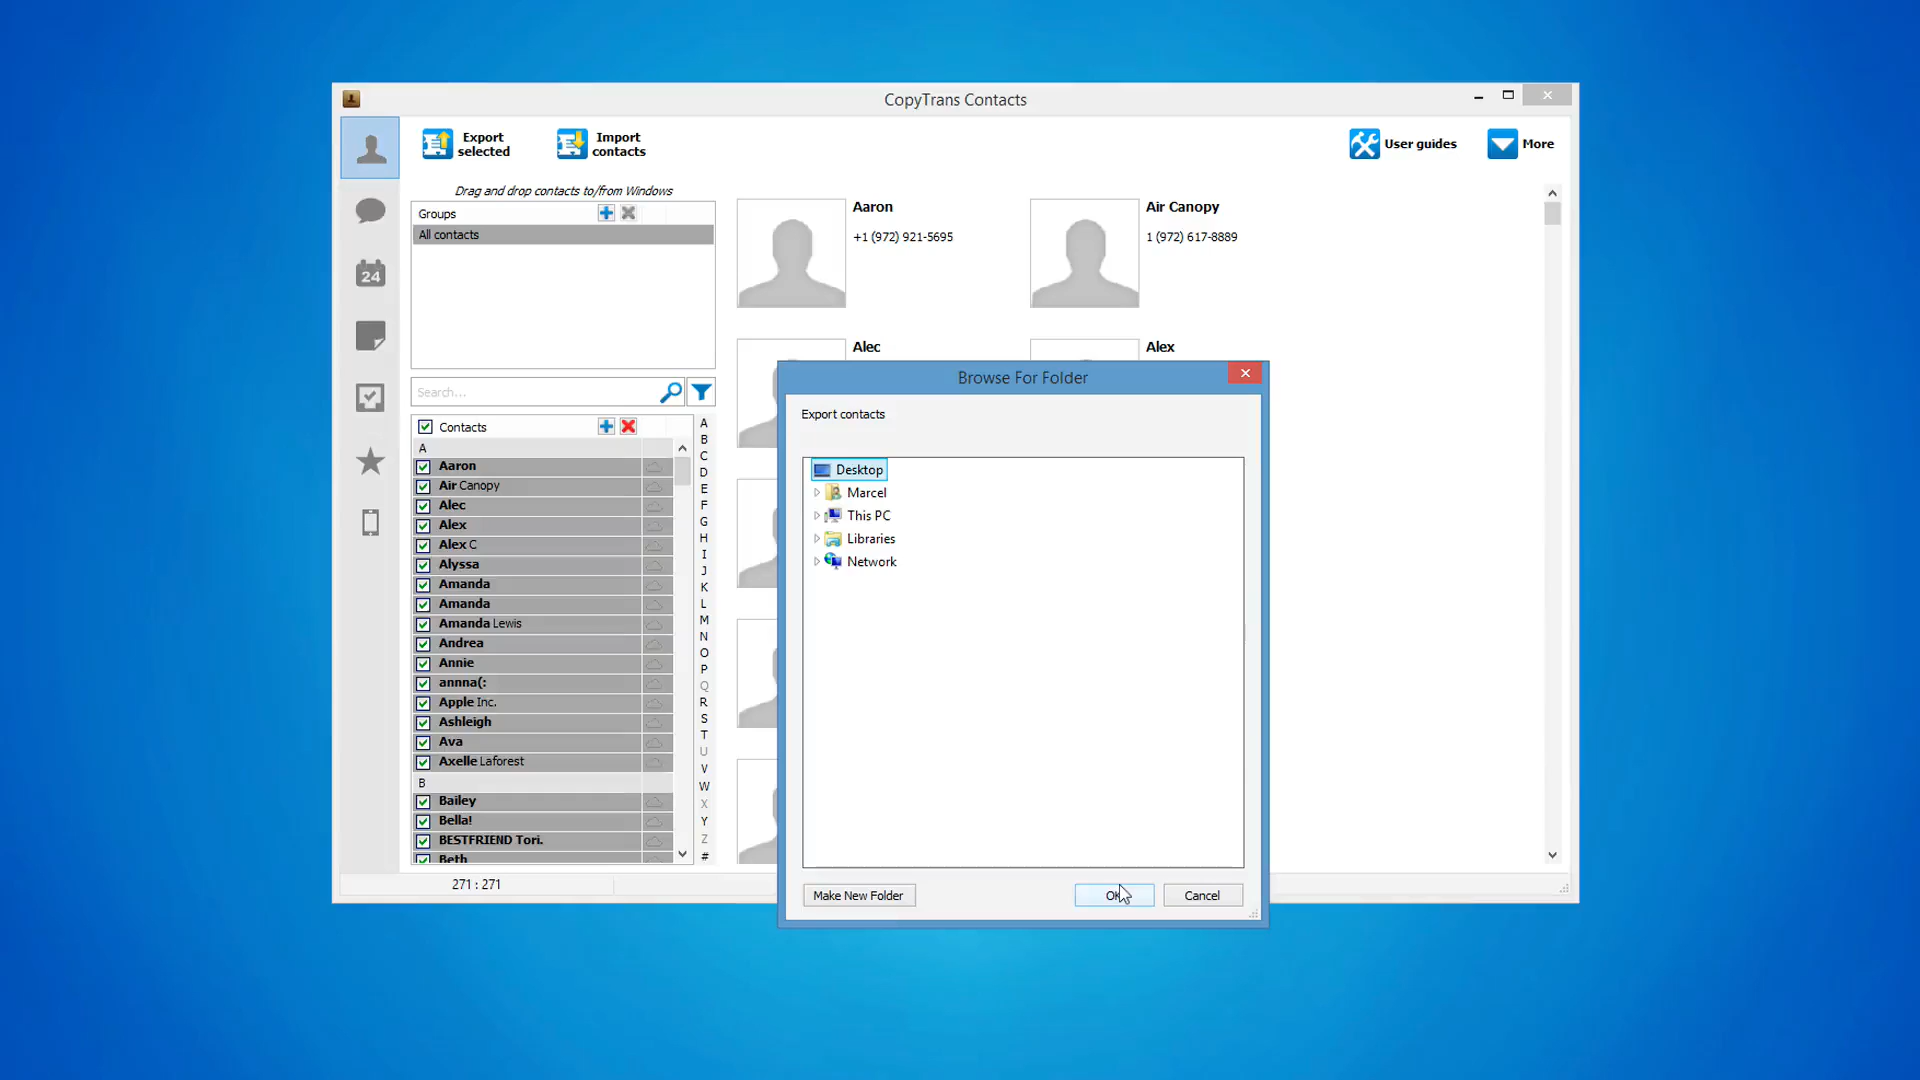 CopyTrans Contacts
Export selected
Import contacts
User guides
More
Drag and drop contacts to/from Windows
Groups
All contacts
Search...
Contacts
A
Aaron
Air Canopy
Alec
Alex
Alex C
Alyssa
Amanda
Amanda
Amanda Lewis
Andrea
Annie
annna(:
Apple Inc.
Ashleigh
Ava
Axelle Laforest
B
Bailey
Bella!
BESTFRIEND Tori.
Beth
A
B
C
D
E
F
G
H
I
J
K
L
M
N
O
P
Q
R
S
T
U
V
W
X
Y
Z
#
24
271 : 271
Aaron
+1 (972) 921-5695
Air Canopy
1 (972) 617-8889
Alec
Alex
Browse For Folder
Export contacts
Desktop
Marcel
This PC
Libraries
Network
Make New Folder
OK
Cancel